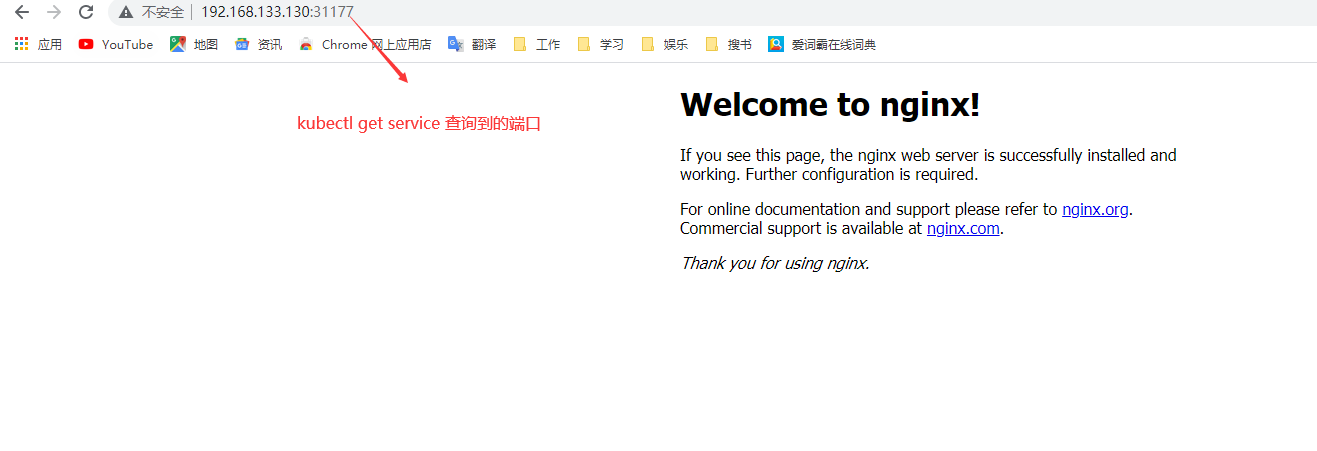 不安全 192.168.133.130:31177
应用 YouTube 地图 资讯 Chrome 网上应用店 翻译 工作 学习 娱乐 搜书 爱词霸在线词典
kubectl get service 查询到的端口
Welcome to nginx!
If you see this page, the nginx web server is successfully installed and
working. Further configuration is required.
For online documentation and support please refer to nginx.org.
Commercial support is available at nginx.com.
Thank you for using nginx.